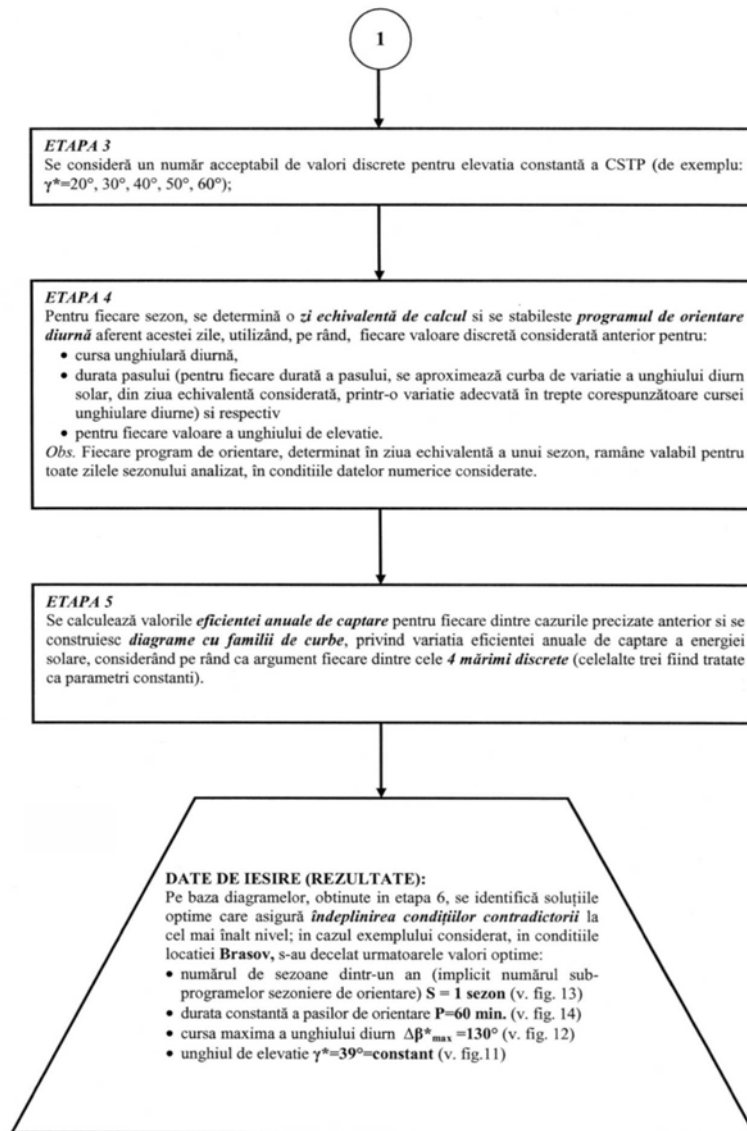 1
ETAPA 3
Se consideră un număr acceptabil de valori discrete pentru elevatia constantă a CSTP (de exemplu:
γ*=20°, 30°, 40°, 50°, 60°);
ETAPA 4
Pentru fiecare sezon, se determină o zi echivalentă de calcul si se stabileste programul de orientare
diurnă aferent acestei zile, utilizând, pe rând, fiecare valoare discretă considerată anterior pentru:
• cursa unghiulară diurnă,
• durata pasului (pentru fiecare durată a pasului, se aproximează curba de variatie a unghiului diurn
solar, din ziua echivalentă considerată, printr-o variatie adecvată în trepte corespunzătoare cursei
unghiulare diurne) si respectiv
• pentru fiecare valoare a unghiului de elevatie.
Obs. Fiecare program de orientare, determinat în ziua echivalentă a unui sezon, ramâne valabil pentru
toate zilele sezonului analizat, în conditiile datelor numerice considerate.
ETAPA 5
Se calculează valorile eficientei anuale de captare pentru fiecare dintre cazurile precizate anterior si se
construiesc diagrame cu familii de curbe, privind variatia eficientei anuale de captare a energiei
solare, considerând pe rând ca argument fiecare dintre cele 4 mărimi discrete (celelalte trei fiind tratate
ca parametri constanti).
DATE DE IESIRE (REZULTATE):
Pe baza diagramelor, obtinute in etapa 6, se identifică soluțiile
optime care asigură îndeplinirea condițiilor contradictorii la
cel mai înalt nivel; in cazul exemplului considerat, in conditiile
locatiei Brasov, s-au decelat urmatoarele valori optime:
• numărul de sezoane dintr-un an (implicit numărul sub-
programelor sezoniere de orientare) S = 1 sezon (v. fig. 13)
• durata constantă a pasilor de orientare P=60 min. (v. fig. 14)
• cursa maxima a unghiului diurn Δβ*max =130° (v. fig. 12)
• unghiul de elevatie γ*=39°=constant (v. fig.11)